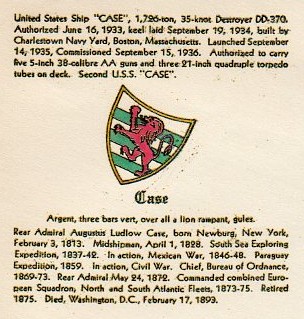 United States Ship "CASE", 1,726-ton, 35-knot Destroyer DD-370.
Authorized June 16, 1933, keel laid September 19, 1934, built by
Charlestown Navy Yard, Boston, Massachusetts. Launched September
14, 1935, Commissioned September 15, 1936. Authorized to carry
five 5-inch 38-calibre AA guns and three 21-inch quadruple torpedo
tubes on deck. Second U.S.S. "CASE".
Case
Argent, three bars vert, over all a lion rampant, gules.
Rear Admiral Augustus Ludlow Case, born Newburg, New York,
February 3, 1813. Midshipman, April 1, 1828. South Sea Exploring
Expedition, 1837-42. In action, Mexican War, 1846-48. Paraguay
Expedition, 1859. In action, Civil War. Chief, Bureau of Ordnance,
1869-73. Rear Admiral May 24, 1872. Commanded combined Euro-
pean Squadron, North and South Atlantic Fleets, 1873-75. Retired
1875. Died, Washington, D.C., February 17, 1893.